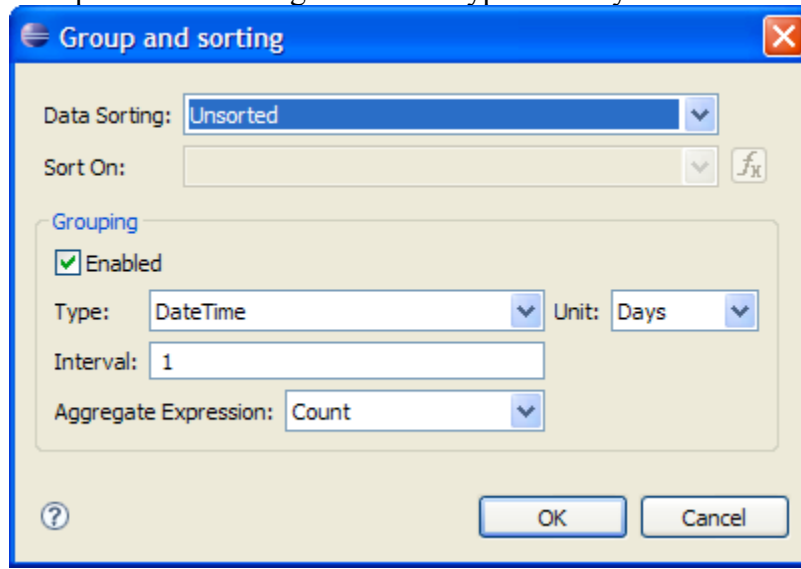 Group and sorting
Data Sorting: Unsorted
Sort On: fx
Grouping
Enabled
Type: DateTime Unit: Days
Interval: 1
Aggregate Expression: Count
? OK Cancel